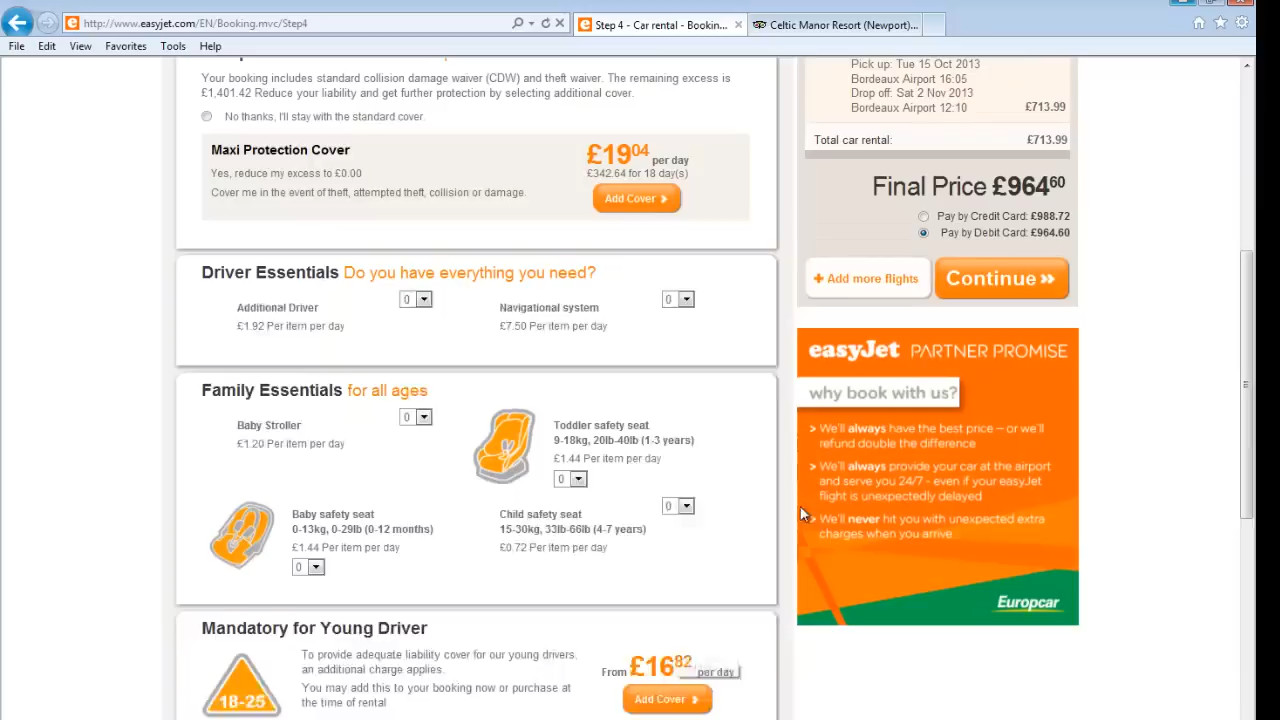 http://www.easyjet.com/EN/Booking.mvc/Step4
Step 4 - Car rental - Bookin...
Celtic Manor Resort (Newport)...
File Edit View Favorites Tools Help
Your booking includes standard collision damage waiver (CDW) and theft waiver. The remaining excess is
£1,401.42 Reduce your liability and get further protection by selecting additional cover.
No thanks, I'll stay with the standard cover.
Maxi Protection Cover
Yes, reduce my excess to £0.00
Cover me in the event of theft, attempted theft, collision or damage.
£1904 per day
£342.64 for 18 day(s)
Add Cover
Driver Essentials Do you have everything you need?
Additional Driver
£1.92 Per item per day
0
Navigational system
£7.50 Per item per day
0
Family Essentials for all ages
Baby Stroller
£1.20 Per item per day
0
Toddler safety seat
9-18kg, 20lb-40lb (1-3 years)
£1.44 Per item per day
0
Baby safety seat
0-13kg, 0-29lb (0-12 months)
£1.44 Per item per day
0
Child safety seat
15-30kg, 33lb-66lb (4-7 years)
£0.72 Per item per day
0
Mandatory for Young Driver
18-25
To provide adequate liability cover for our young drivers,
an additional charge applies.
You may add this to your booking now or purchase at
the time of rental
From £1682 per day
Add Cover
Pick up: Tue 15 Oct 2013
Bordeaux Airport 16:05
Drop off: Sat 2 Nov 2013
Bordeaux Airport 12:10 £713.99
Total car rental: £713.99
Final Price £96460
Pay by Credit Card: £988.72
Pay by Debit Card: £964.60
+ Add more flights
Continue »
easyJet PARTNER PROMISE
why book with us?
> We'll always have the best price – or we'll
refund double the difference
> We'll always provide your car at the airport
and serve you 24/7 - even if your easyJet
flight is unexpectedly delayed
> We'll never hit you with unexpected extra
charges when you arrive
Europcar